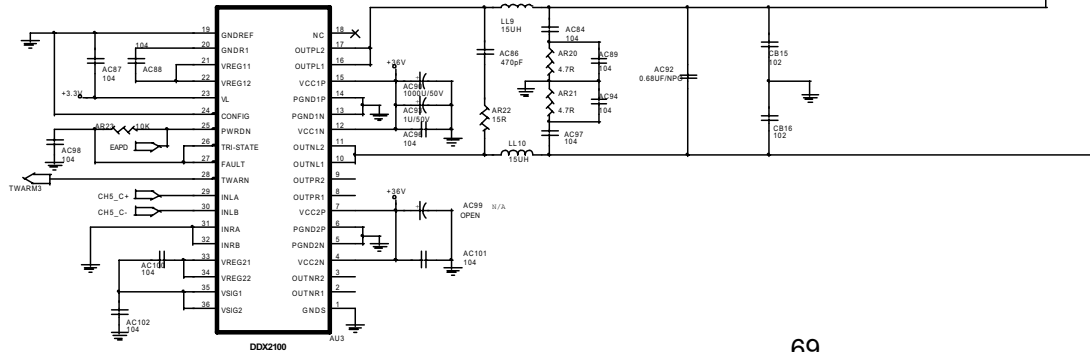 19 GNDREF
20 GNDR1
21 VREG11
22 VREG12
23 VL
24 CONFIG
25 PWRDN
26 TRI-STATE
27 FAULT
28 TWARN
29 INLA
30 INLB
31 INRA
32 INRB
33 VREG21
34 VREG22
35 VSIG1
36 VSIG2
NC 18
OUTPL2 17
OUTPL1 16
VCC1P 15
PGND1P 14
PGND1N 13
VCC1N 12
OUTNL2 11
OUTNL1 10
OUTPR2 9
OUTPR1 8
VCC2P 7
PGND2P 6
PGND2N 5
VCC2N 4
OUTNR2 3
OUTNR1 2
GNDS 1
AU3
DDX2100
AC87
104
104
AC88
+3.3V
AR23 10K
AC98
104
EAPD
TWARM3
CH5_C+
CH5_C-
AC100
104
AC102
104
+36V
1000U/50V
1U/50V
AC96
104
+36V
AC99 N/A
OPEN
AC101
104
LL9
15UH
AC86
470pF
AR22
15R
LL10
15UH
AC84
104
AR20
4.7R
AC89
104
AR21
4.7R
AC94
104
AC97
104
AC92
0.68UF/NPG
CB15
102
CB16
102
69